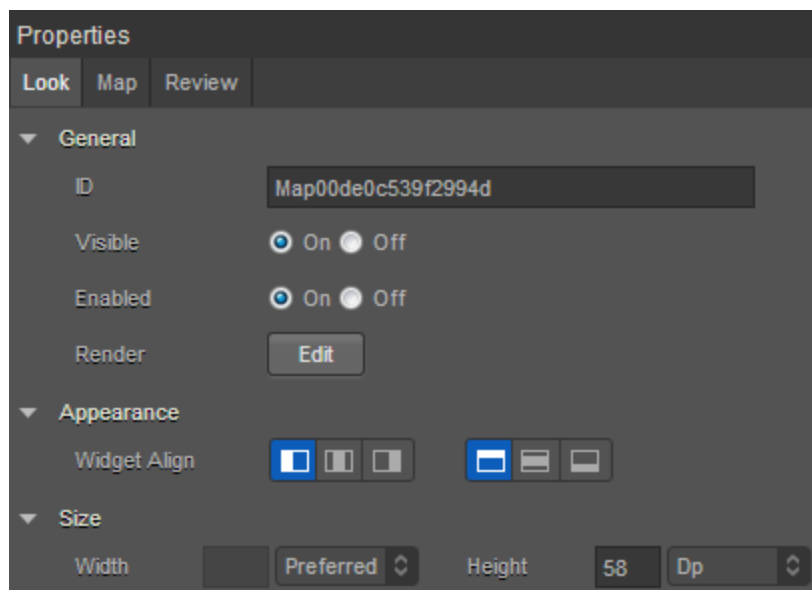 Properties
Look Map Review
General
ID Map00de0c539f2994d
Visible On Off
Enabled On Off
Render Edit
Appearance
Widget Align
Size
Width Preferred Height 58 Dp